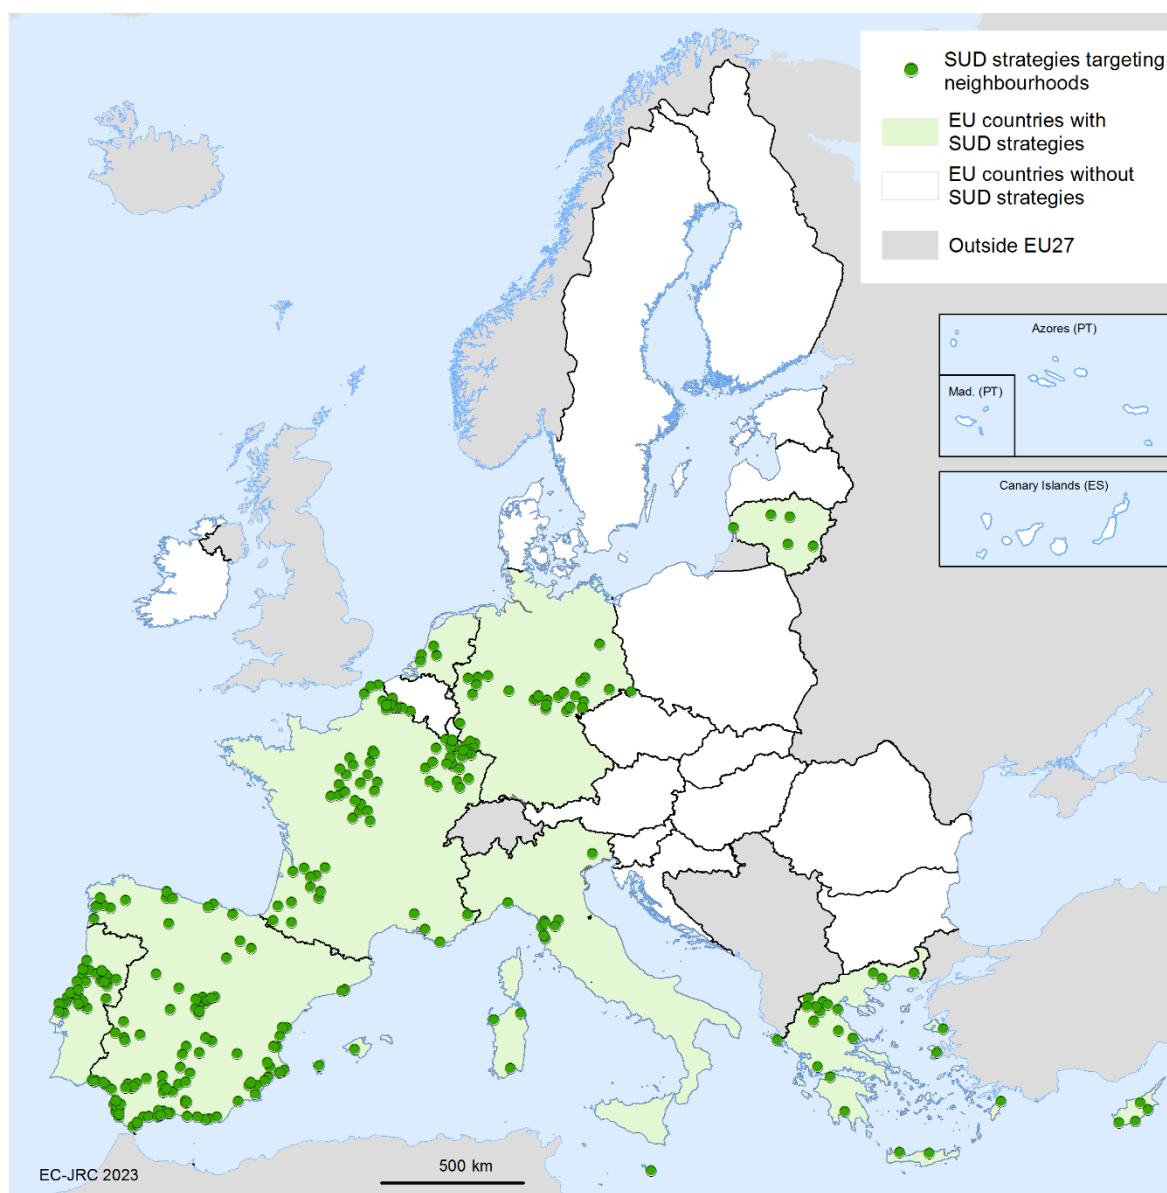 SUD strategies targeting
neighbourhoods
EU countries with
SUD strategies
EU countries without
SUD strategies
Outside EU27
Azores (PT)
Mad. (PT)
Canary Islands (ES)
500 km
EC-JRC 2023